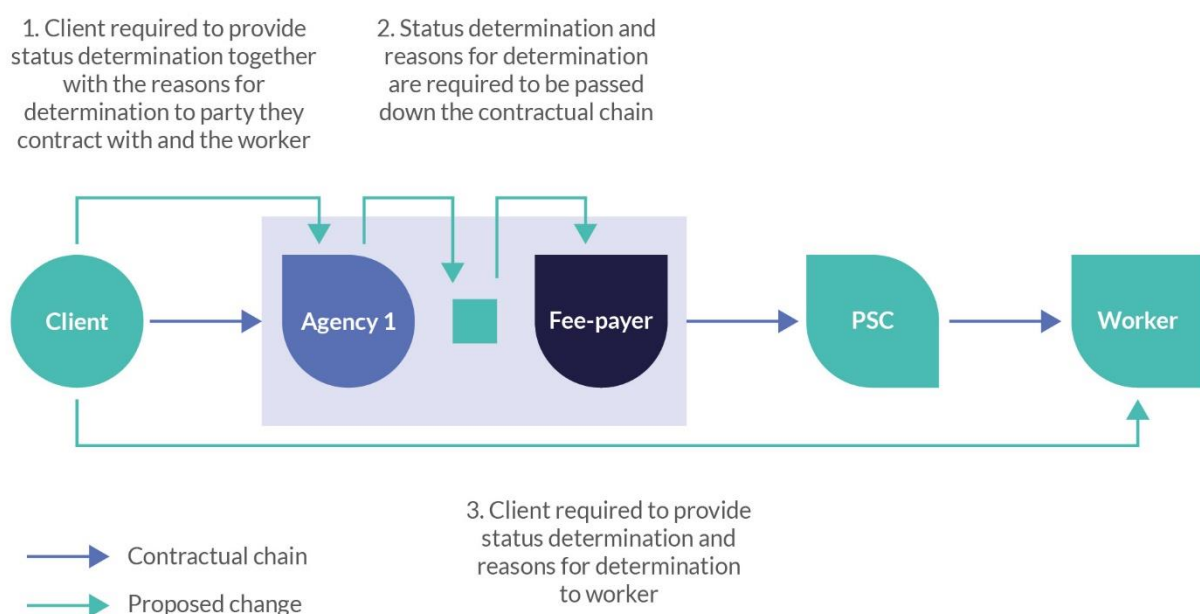 1. Client required to provide
status determination together
with the reasons for
determination to party they
contract with and the worker
2. Status determination and
reasons for determination
are required to be passed
down the contractual chain
Client
Agency 1
Fee-payer
PSC
Worker
3. Client required to provide
status determination and
reasons for determination
to worker
Contractual chain
Proposed change